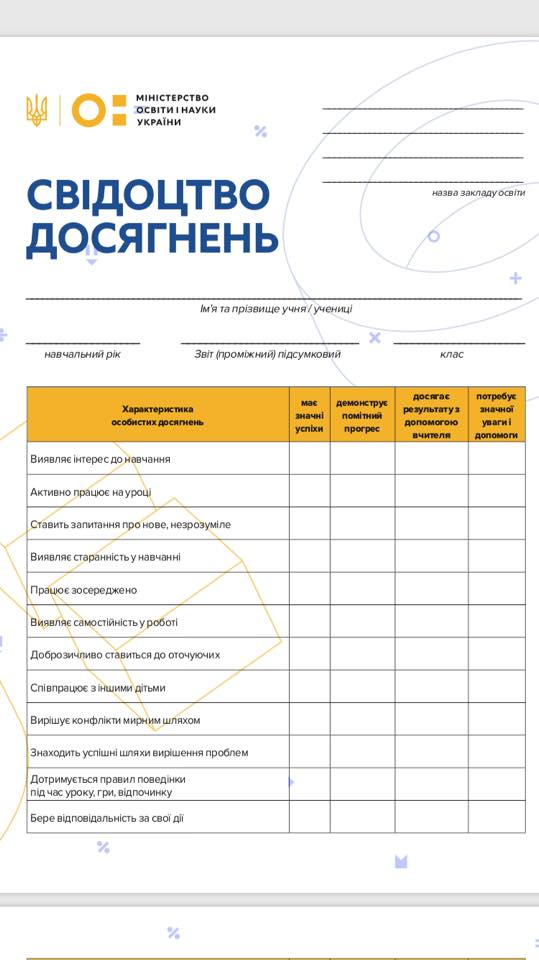 МІНІСТЕРСТВО
ОСВІТИ І НАУКИ
УКРАЇНИ
назва закладу освіти
СВІДОЦТВО
ДОСЯГНЕНЬ
Ім'я та прізвище учня / учениці
навчальний рік
Звіт (проміжний) підсумковий
клас
Характеристика
особистих досягнень
має
значні
успіхи
демонструє
помітний
прогрес
досягає
результату з
допомогою
вчителя
потребує
значної
уваги і
допомоги
Виявляє інтерес до навчання
Активно працює на уроці
Ставить запитання про нове, незрозуміле
Виявляє старанність у навчанні
Працює зосереджено
Виявляє самостійність у роботі
Доброзичливо ставиться до оточуючих
Співпрацює з іншими дітьми
Вирішує конфлікти мирним шляхом
Знаходить успішні шляхи вирішення проблем
Дотримується правил поведінки
під час уроку, гри, відпочинку
Бере відповідальність за свої дії